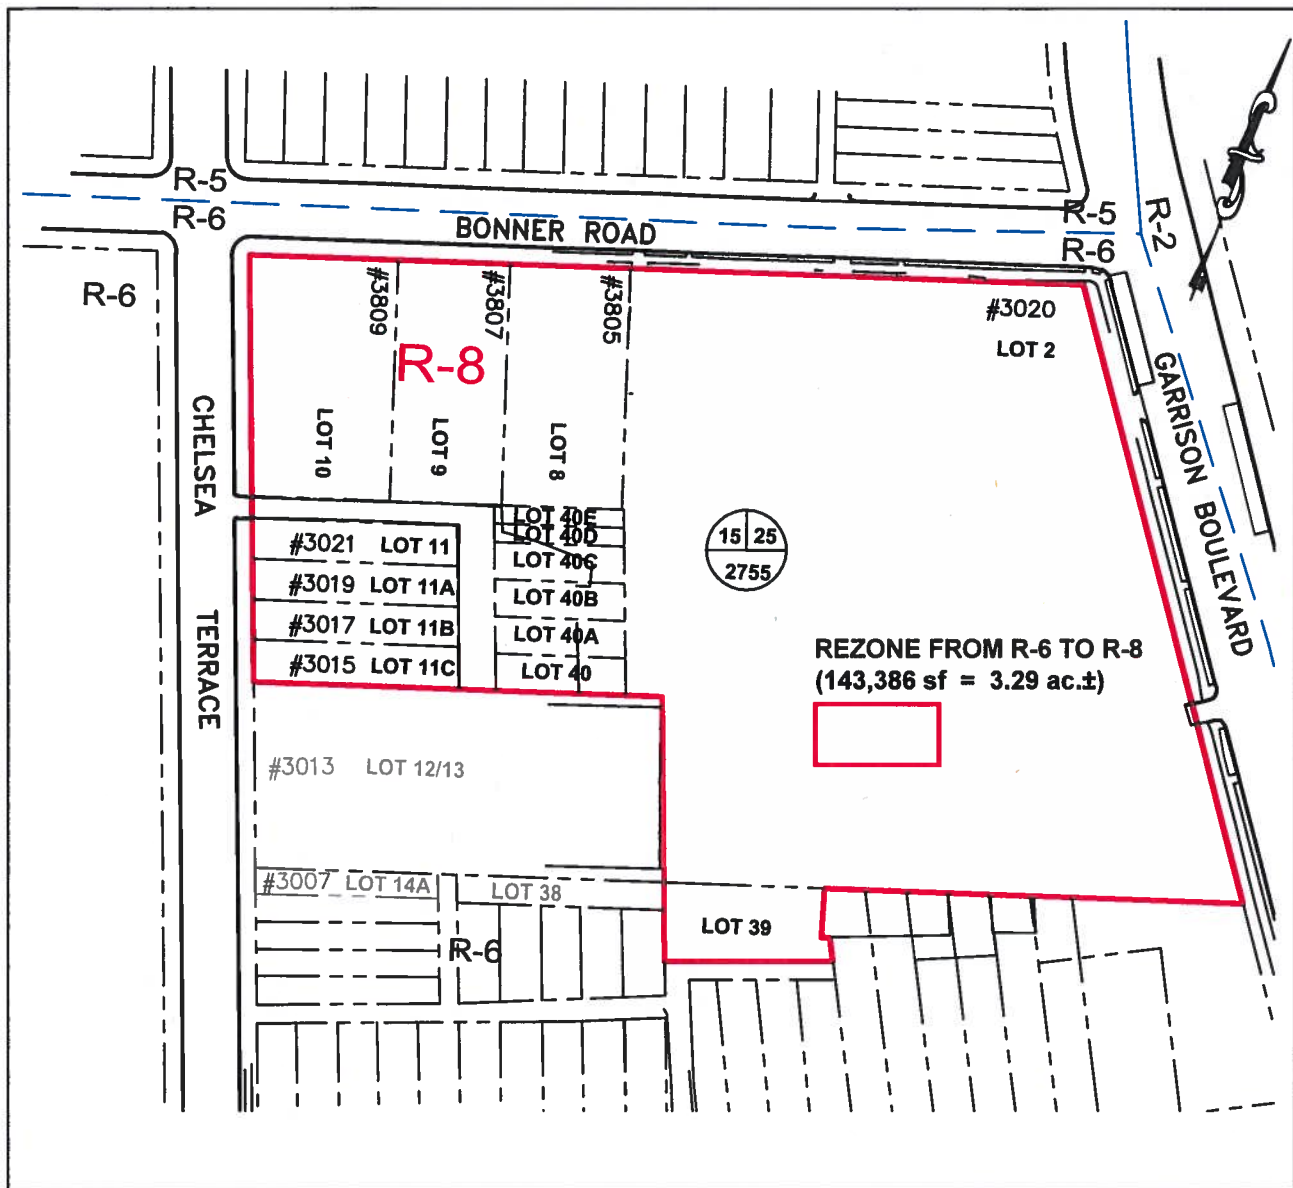 R-5
R-6
BONNER ROAD
R-5
R-6
R-2
R-6
#3809
#3807
#3805
#3020
LOT 2
R-8
GARRISON BOULEVARD
CHELSEA TERRACE
LOT 10
LOT 9
LOT 8
LOT 40E
LOT 40D
LOT 40C
LOT 40B
LOT 40A
LOT 40
#3021 LOT 11
#3019 LOT 11A
#3017 LOT 11B
#3015 LOT 11C
15 25
2755
REZONE FROM R-6 TO R-8
(143,386 sf = 3.29 ac.±)
#3013 LOT 12/13
#3007 LOT 14A
LOT 38
LOT 39
R-6